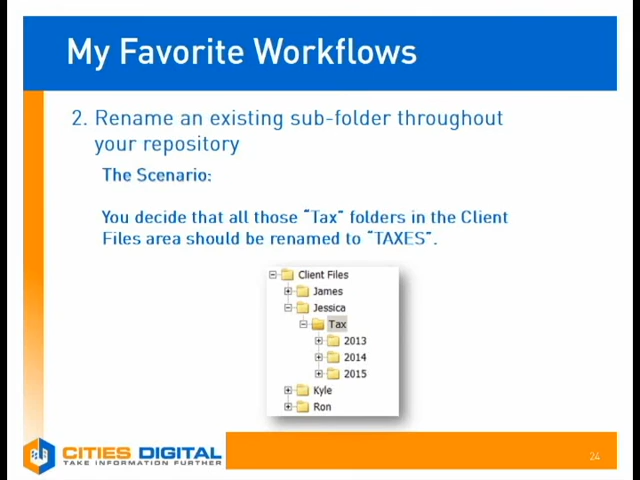 My Favorite Workflows
2. Rename an existing sub-folder throughout
your repository
The Scenario:
You decide that all those “Tax” folders in the Client
Files area should be renamed to “TAXES”.
Client Files
James
Jessica
Tax
2013
2014
2015
Kyle
Ron
CITIES DIGITAL
TAKE INFORMATION FURTHER
24